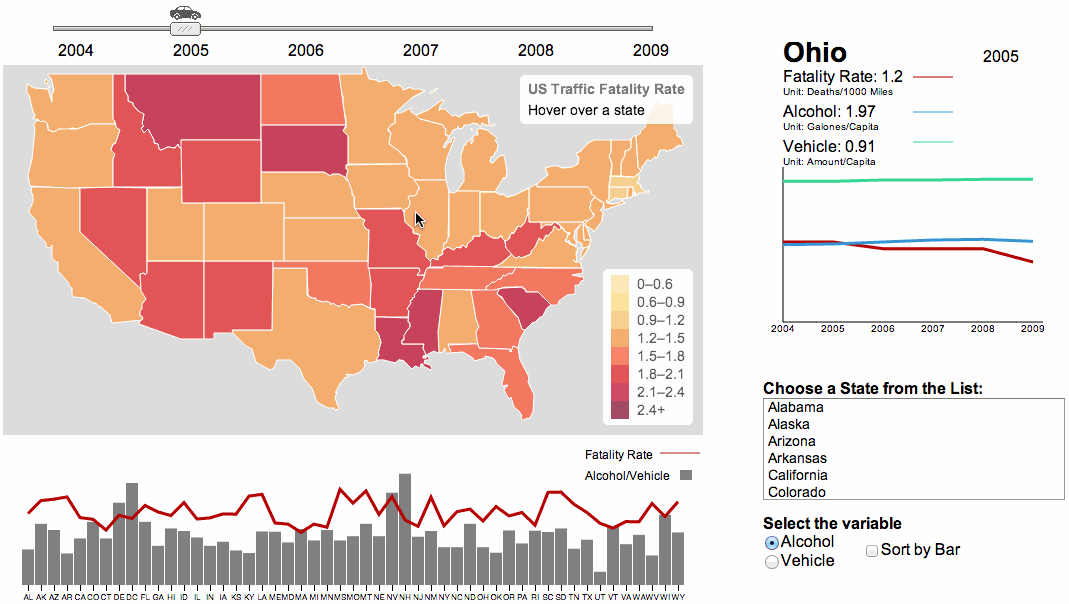 2004 2005 2006 2007 2008 2009
US Traffic Fatality Rate
Hover over a state
0–0.6
0.6–0.9
0.9–1.2
1.2–1.5
1.5–1.8
1.8–2.1
2.1–2.4
2.4+
Fatality Rate
Alcohol/Vehicle
AL AK AZ AR CA CO CT DE DC FL GA HI ID IL IN IA KS KY LA ME MD MA MI MN MS MO MT NE NV NH NJ NM NY NC ND OH OK OR PA RI SC SD TN TX UT VT VA WA WV WI WY
Ohio 2005
Fatality Rate: 1.2
Unit: Deaths/1000 Miles
Alcohol: 1.97
Unit: Galones/Capita
Vehicle: 0.91
Unit: Amount/Capita
2004 2005 2006 2007 2008 2009
Choose a State from the List:
Alabama
Alaska
Arizona
Arkansas
California
Colorado
Select the variable
Alcohol
Vehicle
Sort by Bar